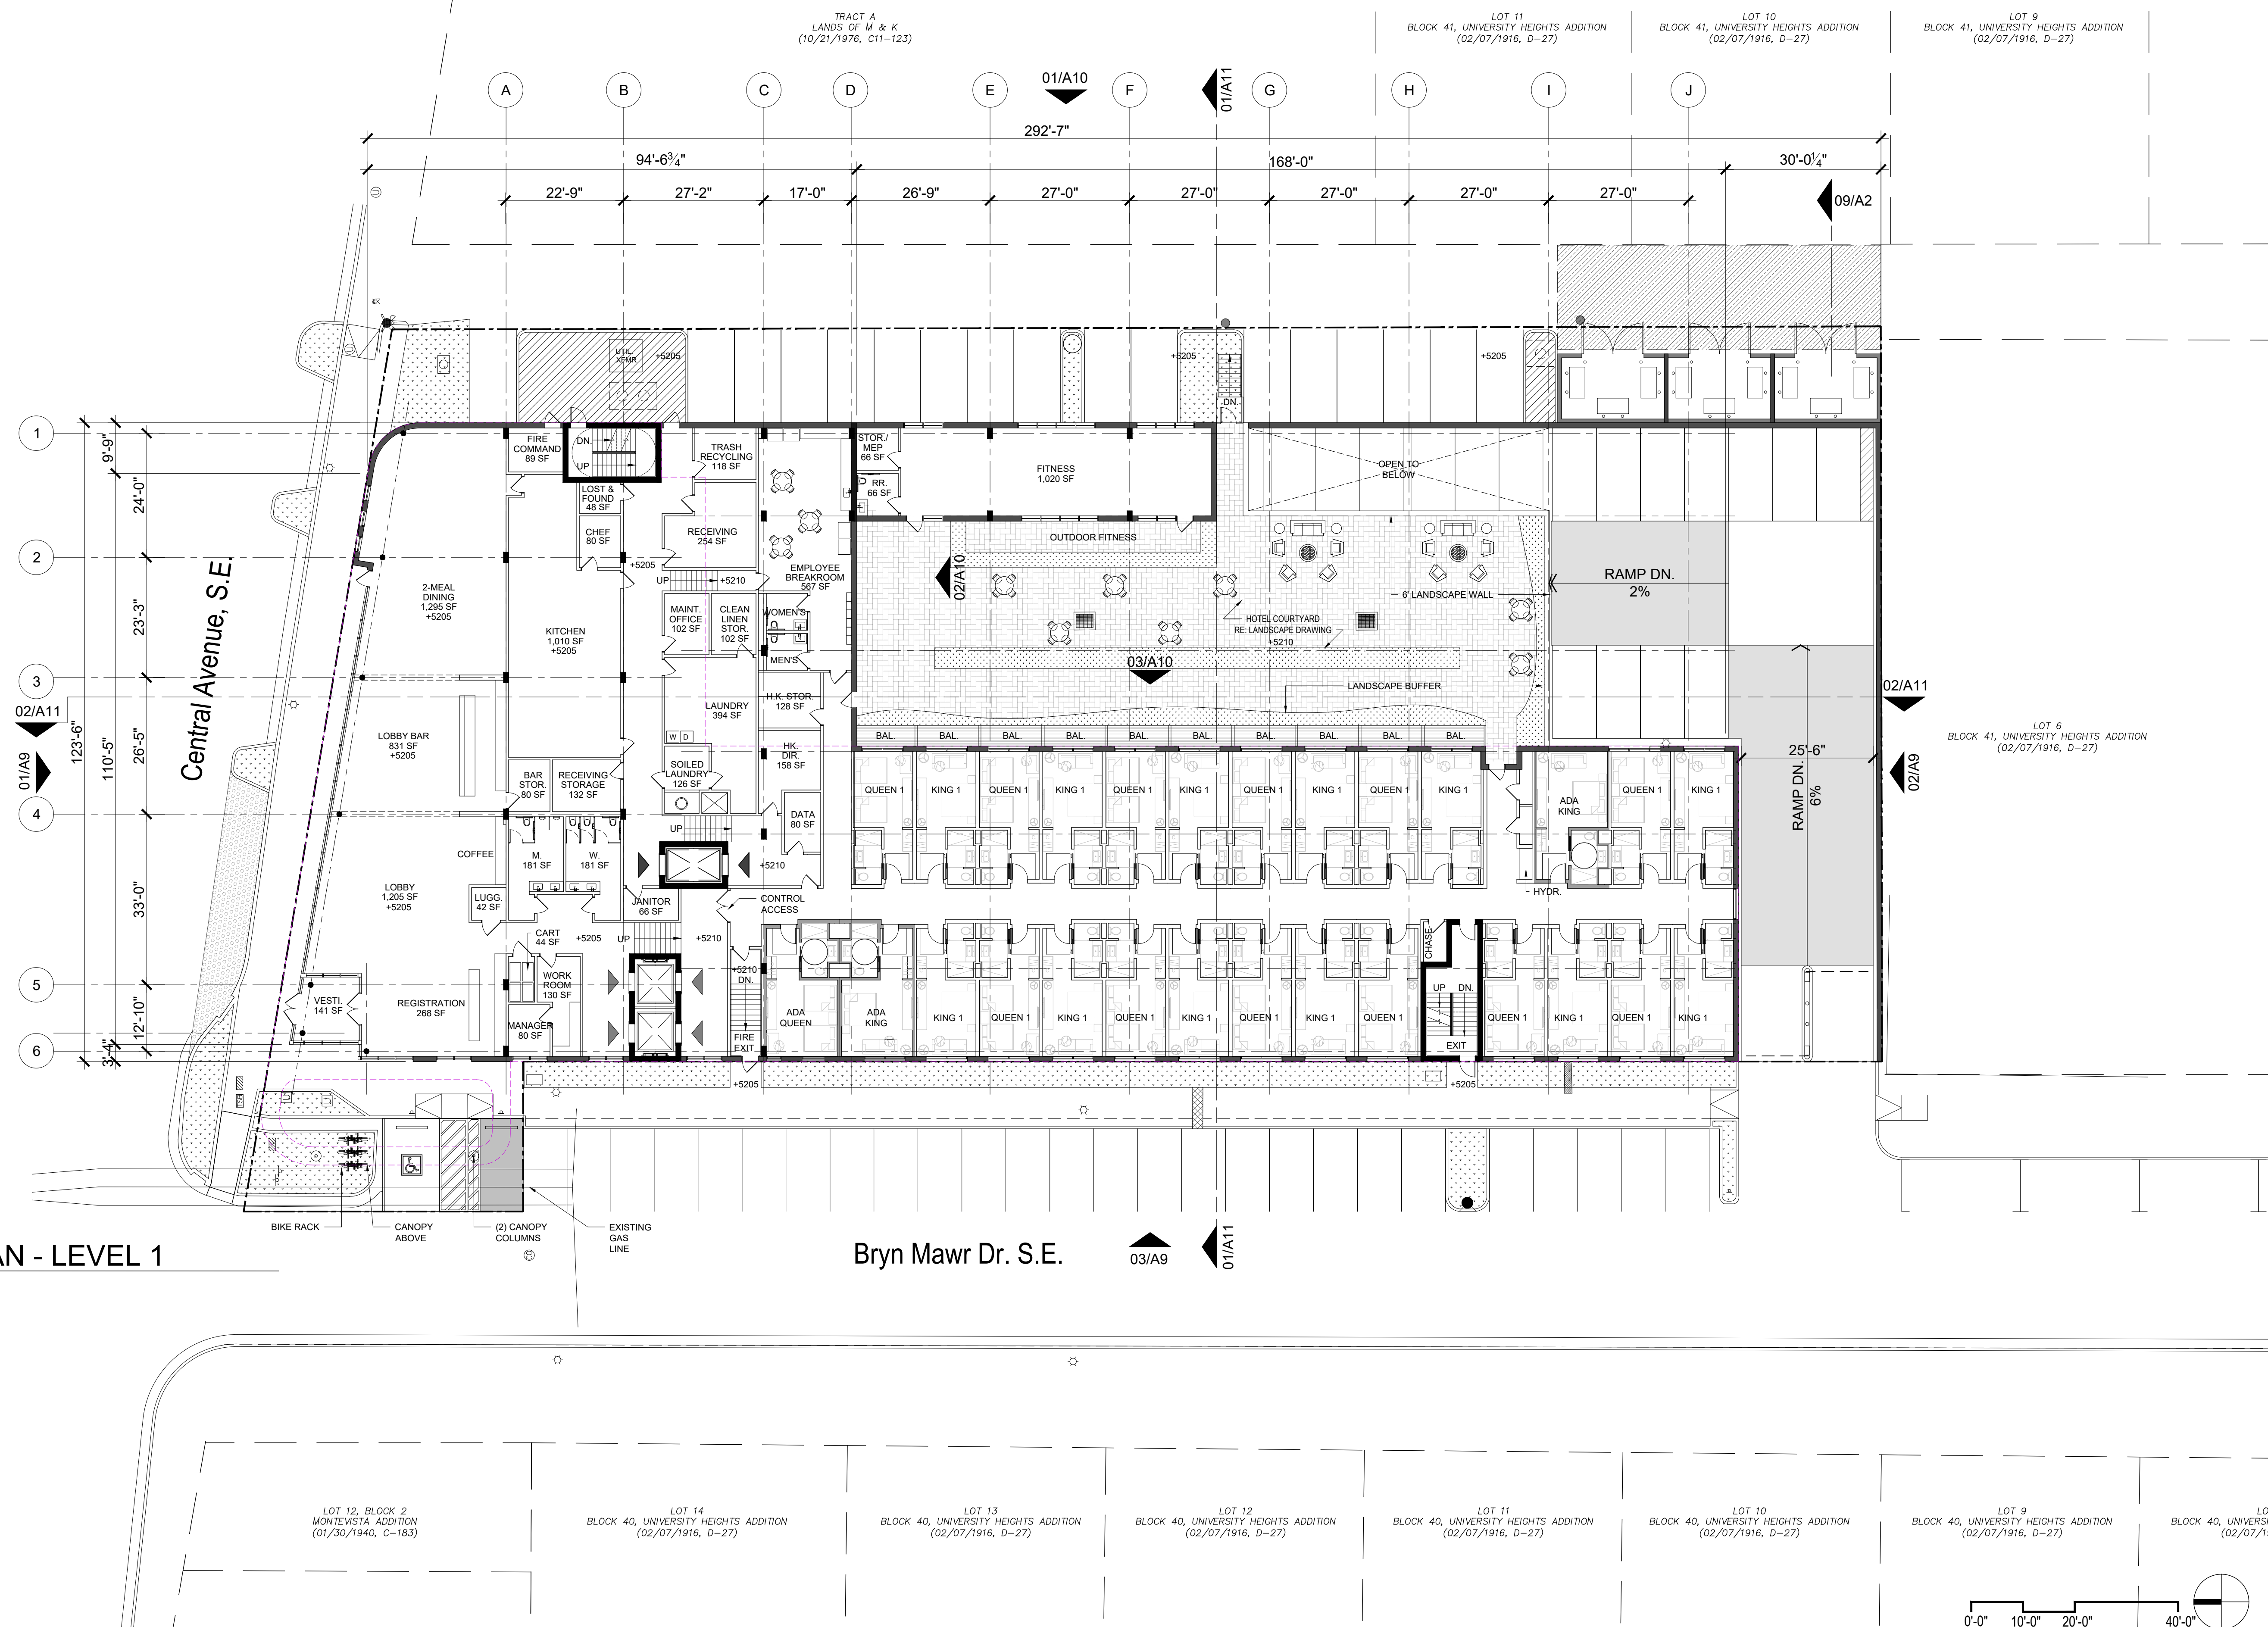 TRACT A
LANDS OF M & K
(10/21/1976, C11-123)
LOT 11
BLOCK 41, UNIVERSITY HEIGHTS ADDITION
(02/07/1916, D-27)
LOT 10
BLOCK 41, UNIVERSITY HEIGHTS ADDITION
(02/07/1916, D-27)
LOT 9
BLOCK 41, UNIVERSITY HEIGHTS ADDITION
(02/07/1916, D-27)
A
B
C
D
E
01/A10
F
01/A11
G
H
I
J
292'-7"
94'-6¾"
168'-0"
30'-0¼"
22'-9"
27'-2"
17'-0"
26'-9"
27'-0"
27'-0"
27'-0"
27'-0"
27'-0"
09/A2
UTIL.
XFMR
+5205
+5205
+5205
DN.
1
2
3
4
5
6
9'-9"
24'-0"
23'-3"
26'-5"
33'-0"
12'-10"
3'-4"
123'-6"
110'-5"
02/A11
01/A9
Central Avenue, S.E.
FIRE
COMMAND
89 SF
DN.
UP
TRASH
RECYCLING
118 SF
STOR./
MEP
66 SF
RR.
66 SF
FITNESS
1,020 SF
OPEN TO
BELOW
LOST &
FOUND
48 SF
CHEF
80 SF
RECEIVING
254 SF
+5205
UP
+5210
EMPLOYEE
BREAKROOM
567 SF
OUTDOOR FITNESS
02/A10
2-MEAL
DINING
1,295 SF
+5205
KITCHEN
1,010 SF
+5205
MAINT.
OFFICE
102 SF
CLEAN
LINEN
STOR.
102 SF
WOMEN'S
MEN'S
RAMP DN.
2%
6' LANDSCAPE WALL
HOTEL COURTYARD
RE: LANDSCAPE DRAWING
+5210
03/A10
LANDSCAPE BUFFER
LOBBY BAR
831 SF
+5205
LAUNDRY
394 SF
W D
H.K. STOR.
128 SF
HK.
DIR.
158 SF
SOILED
LAUNDRY
126 SF
BAR
STOR.
80 SF
RECEIVING
STORAGE
132 SF
DATA
80 SF
BAL.
BAL.
BAL.
BAL.
BAL.
BAL.
BAL.
BAL.
BAL.
BAL.
QUEEN 1
KING 1
QUEEN 1
KING 1
QUEEN 1
KING 1
QUEEN 1
KING 1
QUEEN 1
KING 1
ADA
KING
QUEEN 1
KING 1
25'-6"
RAMP DN.
6%
02/A11
02/A9
LOT 6
BLOCK 41, UNIVERSITY HEIGHTS ADDITION
(02/07/1916, D-27)
COFFEE
M.
181 SF
W.
181 SF
UP
+5210
LOBBY
1,205 SF
+5205
LUGG.
42 SF
JANITOR
66 SF
CONTROL
ACCESS
HYDR.
CART
44 SF
+5205
UP
+5210
CHASE
WORK
ROOM
130 SF
+5210
DN.
VESTI.
141 SF
REGISTRATION
268 SF
MANAGER
80 SF
FIRE
EXIT
ADA
QUEEN
ADA
KING
KING 1
QUEEN 1
KING 1
QUEEN 1
KING 1
QUEEN 1
KING 1
QUEEN 1
UP
DN.
EXIT
QUEEN 1
KING 1
QUEEN 1
KING 1
+5205
+5205
BIKE RACK
CANOPY
ABOVE
(2) CANOPY
COLUMNS
EXISTING
GAS
LINE
AN - LEVEL 1
Bryn Mawr Dr. S.E.
03/A9
01/A11
LOT 12, BLOCK 2
MONTEVISTA ADDITION
(01/30/1940, C-183)
LOT 14
BLOCK 40, UNIVERSITY HEIGHTS ADDITION
(02/07/1916, D-27)
LOT 13
BLOCK 40, UNIVERSITY HEIGHTS ADDITION
(02/07/1916, D-27)
LOT 12
BLOCK 40, UNIVERSITY HEIGHTS ADDITION
(02/07/1916, D-27)
LOT 11
BLOCK 40, UNIVERSITY HEIGHTS ADDITION
(02/07/1916, D-27)
LOT 10
BLOCK 40, UNIVERSITY HEIGHTS ADDITION
(02/07/1916, D-27)
LOT 9
BLOCK 40, UNIVERSITY HEIGHTS ADDITION
(02/07/1916, D-27)
BLOCK 40,
0'-0"
10'-0"
20'-0"
40'-0"